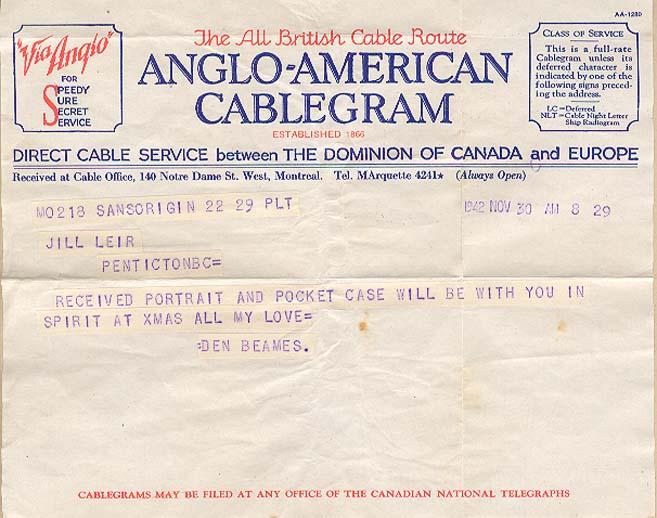 AA-1280
"Via Anglo"
FOR
SPEEDY
SURE
SECRET
SERVICE
The All British Cable Route
ANGLO-AMERICAN
CABLEGRAM
ESTABLISHED 1866
CLASS OF SERVICE
This is a full-rate
Cablegram unless its
deferred character is
indicated by one of the
following signs preced-
ing the address.
LC=Deferred
NLT=Cable Night Letter
Ship Radiogram
DIRECT CABLE SERVICE between THE DOMINION OF CANADA and EUROPE
Received at Cable Office, 140 Notre Dame St. West, Montreal. Tel. MArquette 4241★ (Always Open)
MO218 SANSORIGIN 22 29 PLT
1942 NOV 30 AM 8 29
JILL LEIR
PENTICTONBC=
RECEIVED PORTRAIT AND POCKET CASE WILL BE WITH YOU IN
SPIRIT AT XMAS ALL MY LOVE=
:DEN BEAMES.
CABLEGRAMS MAY BE FILED AT ANY OFFICE OF THE CANADIAN NATIONAL TELEGRAPHS